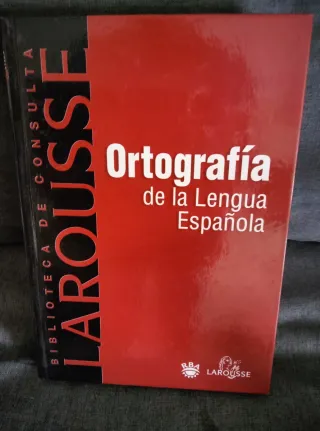 BIBLIOTECA DE CONSULTA
LAROUSSE
Ortografía
de la Lengua
Española
RBA
LAROUSSE